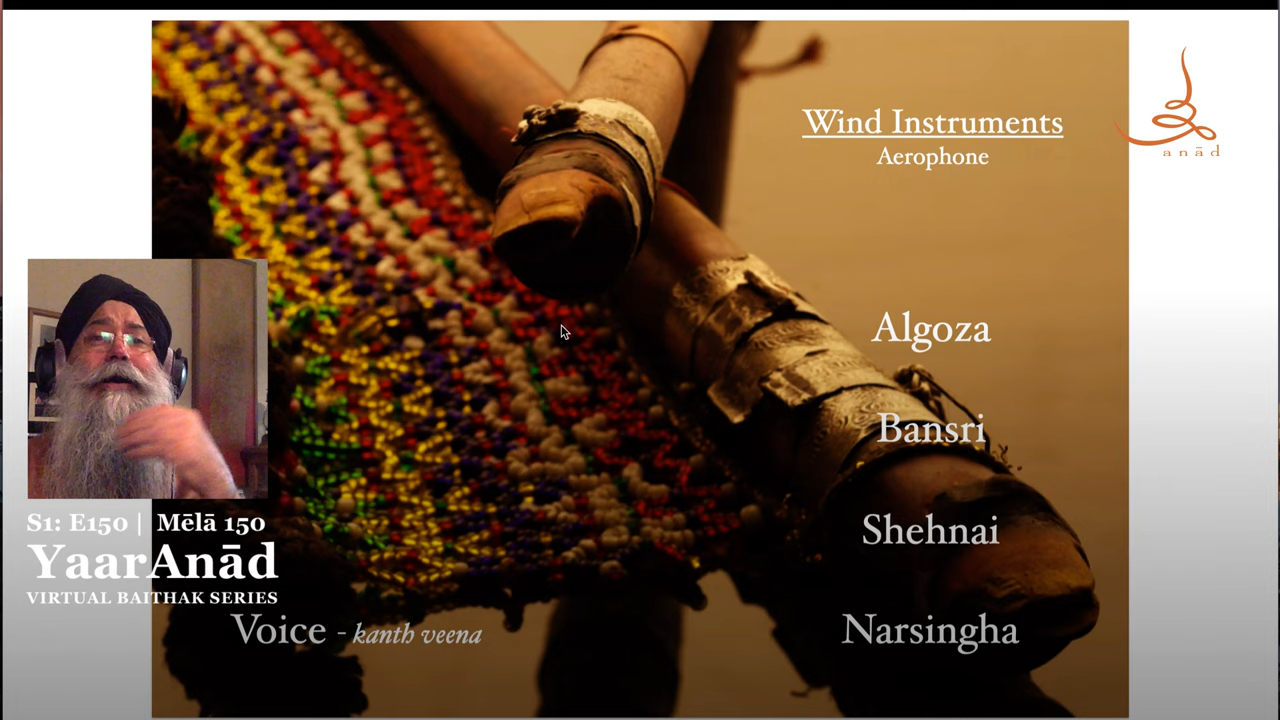 Wind Instruments
Aerophone
anād
Algoza
Bansri
Shehnai
Narsingha
S1: E150 | Mēlā 150
YaarAnād
VIRTUAL BAITHAK SERIES
Voice - kanth veena